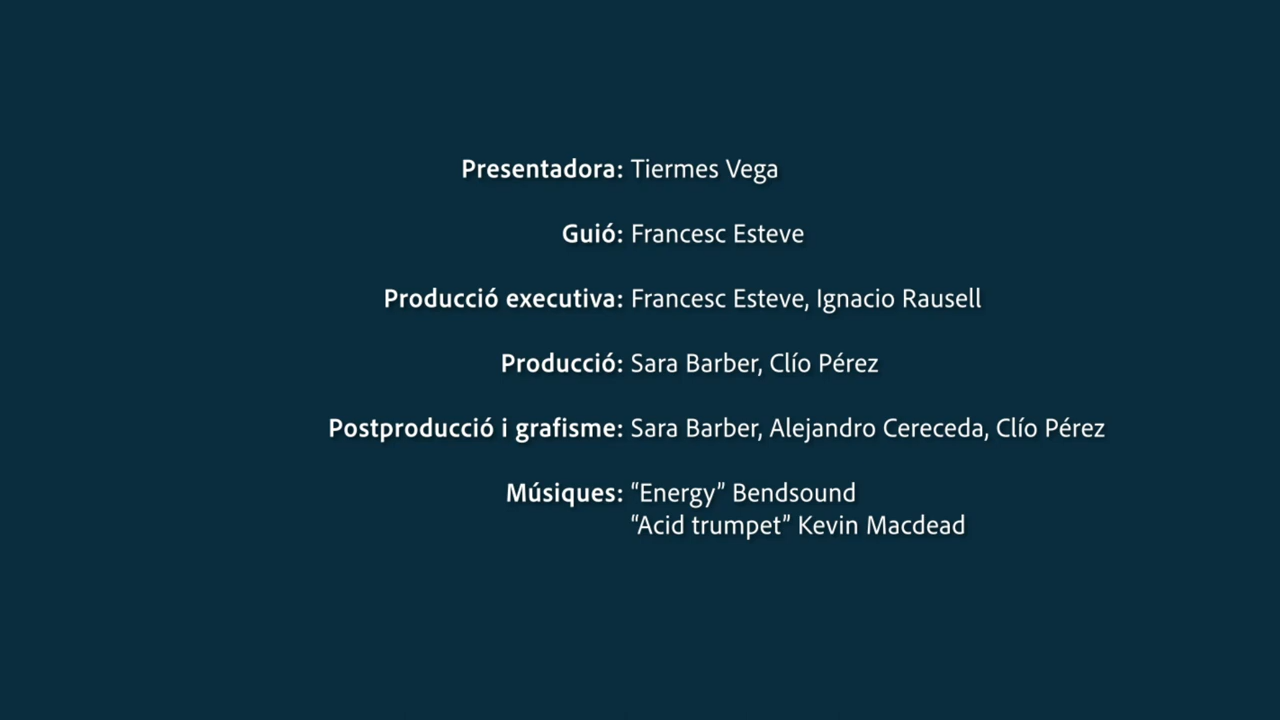 Presentadora: Tiermes Vega
Guió: Francesc Esteve
Producció executiva: Francesc Esteve, Ignacio Rausell
Producció: Sara Barber, Clío Pérez
Postproducció i grafisme: Sara Barber, Alejandro Cereceda, Clío Pérez
Músiques: “Energy” Bendsound
“Acid trumpet” Kevin Macdead